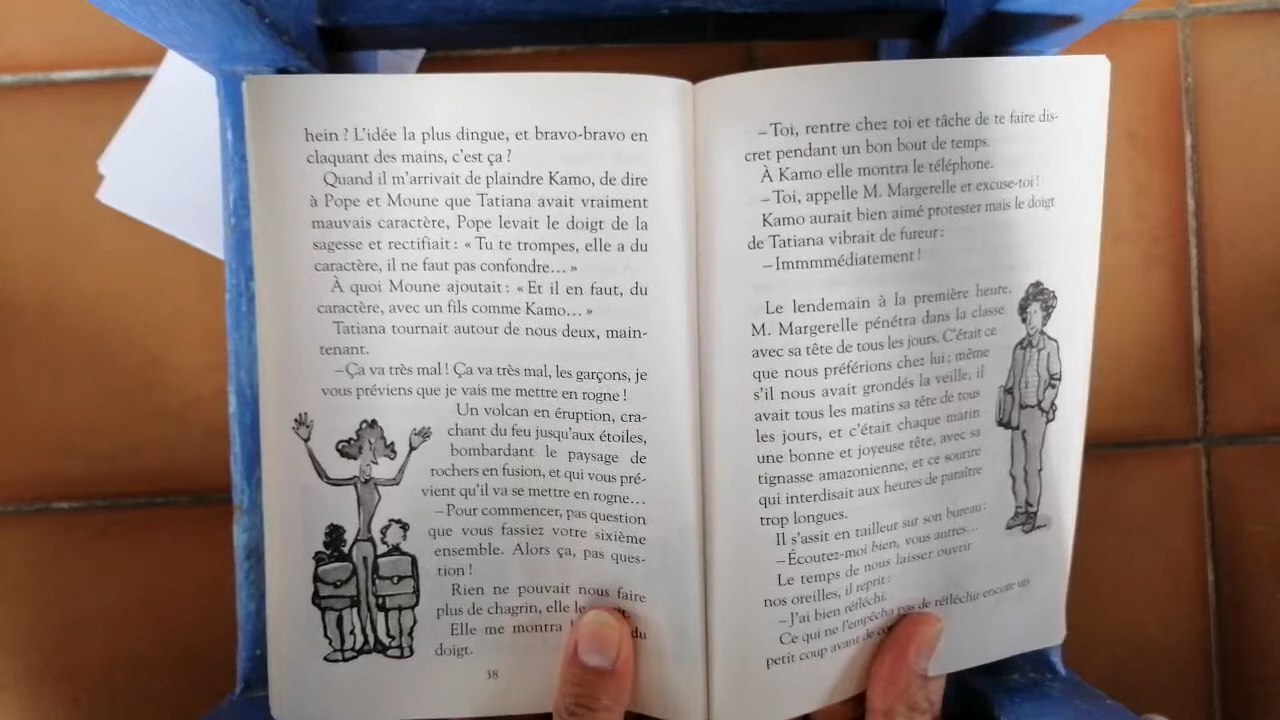 hein ? L'idée la plus dingue, et bravo-bravo en
claquant des mains, c'est ça ?
Quand il m'arrivait de plaindre Kamo, de dire
à Pope et Moune que Tatiana avait vraiment
mauvais caractère, Pope levait le doigt de la
sagesse et rectifiait : « Tu te trompes, elle a du
caractère, il ne faut pas confondre... »
À quoi Moune ajoutait : « Et il en faut, du
caractère, avec un fils comme Kamo... »
Tatiana tournait autour de nous deux, main-
tenant.
– Ça va très mal ! Ça va très mal, les garçons, je
vous préviens que je vais me mettre en rogne !
Un volcan en éruption, cra-
chant du feu jusqu'aux étoiles,
bombardant le paysage de
rochers en fusion, et qui vous pré-
vient qu'il va se mettre en rogne...
– Pour commencer, pas question
que vous fassiez votre sixième
ensemble. Alors ça, pas ques-
tion !
Rien ne pouvait nous faire
plus de chagrin, elle le
Elle me montra du
doigt.
38
– Toi, rentre chez toi et tâche de te faire dis-
cret pendant un bon bout de temps.
À Kamo elle montra le téléphone.
– Toi, appelle M. Margerelle et excuse-toi !
Kamo aurait bien aimé protester mais le doigt
de Tatiana vibrait de fureur :
– Immmmédiatement !
Le lendemain à la première heure,
M. Margerelle pénétra dans la classe
avec sa tête de tous les jours. C'était ce
que nous préférions chez lui ; même
s'il nous avait grondés la veille, il
avait tous les matins sa tête de tous
les jours, et c'était chaque matin
une bonne et joyeuse tête, avec sa
tignasse amazonienne, et ce sourire
qui interdisait aux heures de paraître
trop longues.
Il s'assit en tailleur sur son bureau :
– Écoutez-moi bien, vous autres...
Le temps de nous laisser ouvrir
nos oreilles, il reprit :
– J'ai bien réfléchi.
Ce qui ne l'empêcha pas de réfléchir encore un
petit coup avant de